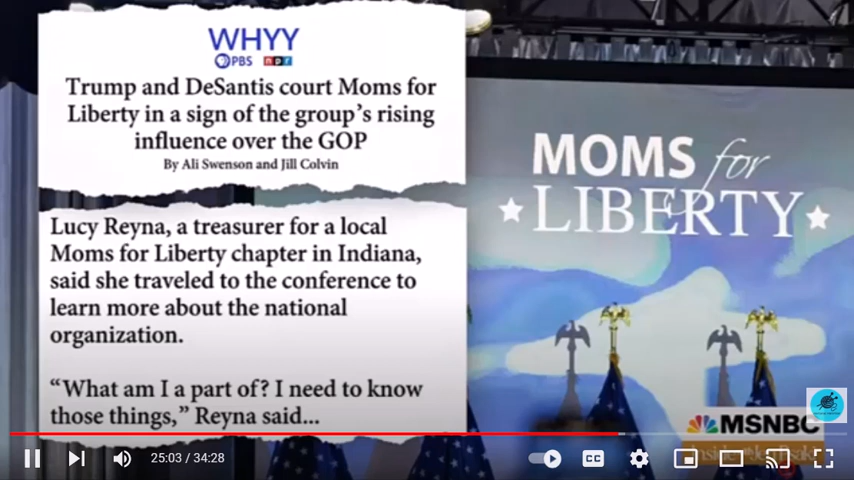 WHYY
PBS npr
Trump and DeSantis court Moms for
Liberty in a sign of the group's rising
influence over the GOP
By Ali Swenson and Jill Colvin
Lucy Reyna, a treasurer for a local
Moms for Liberty chapter in Indiana,
said she traveled to the conference to
learn more about the national
organization.
“What am I a part of? I need to know
those things,” Reyna said...
MOMS for
LIBERTY
MSNBC
25:03 / 34:28
CC